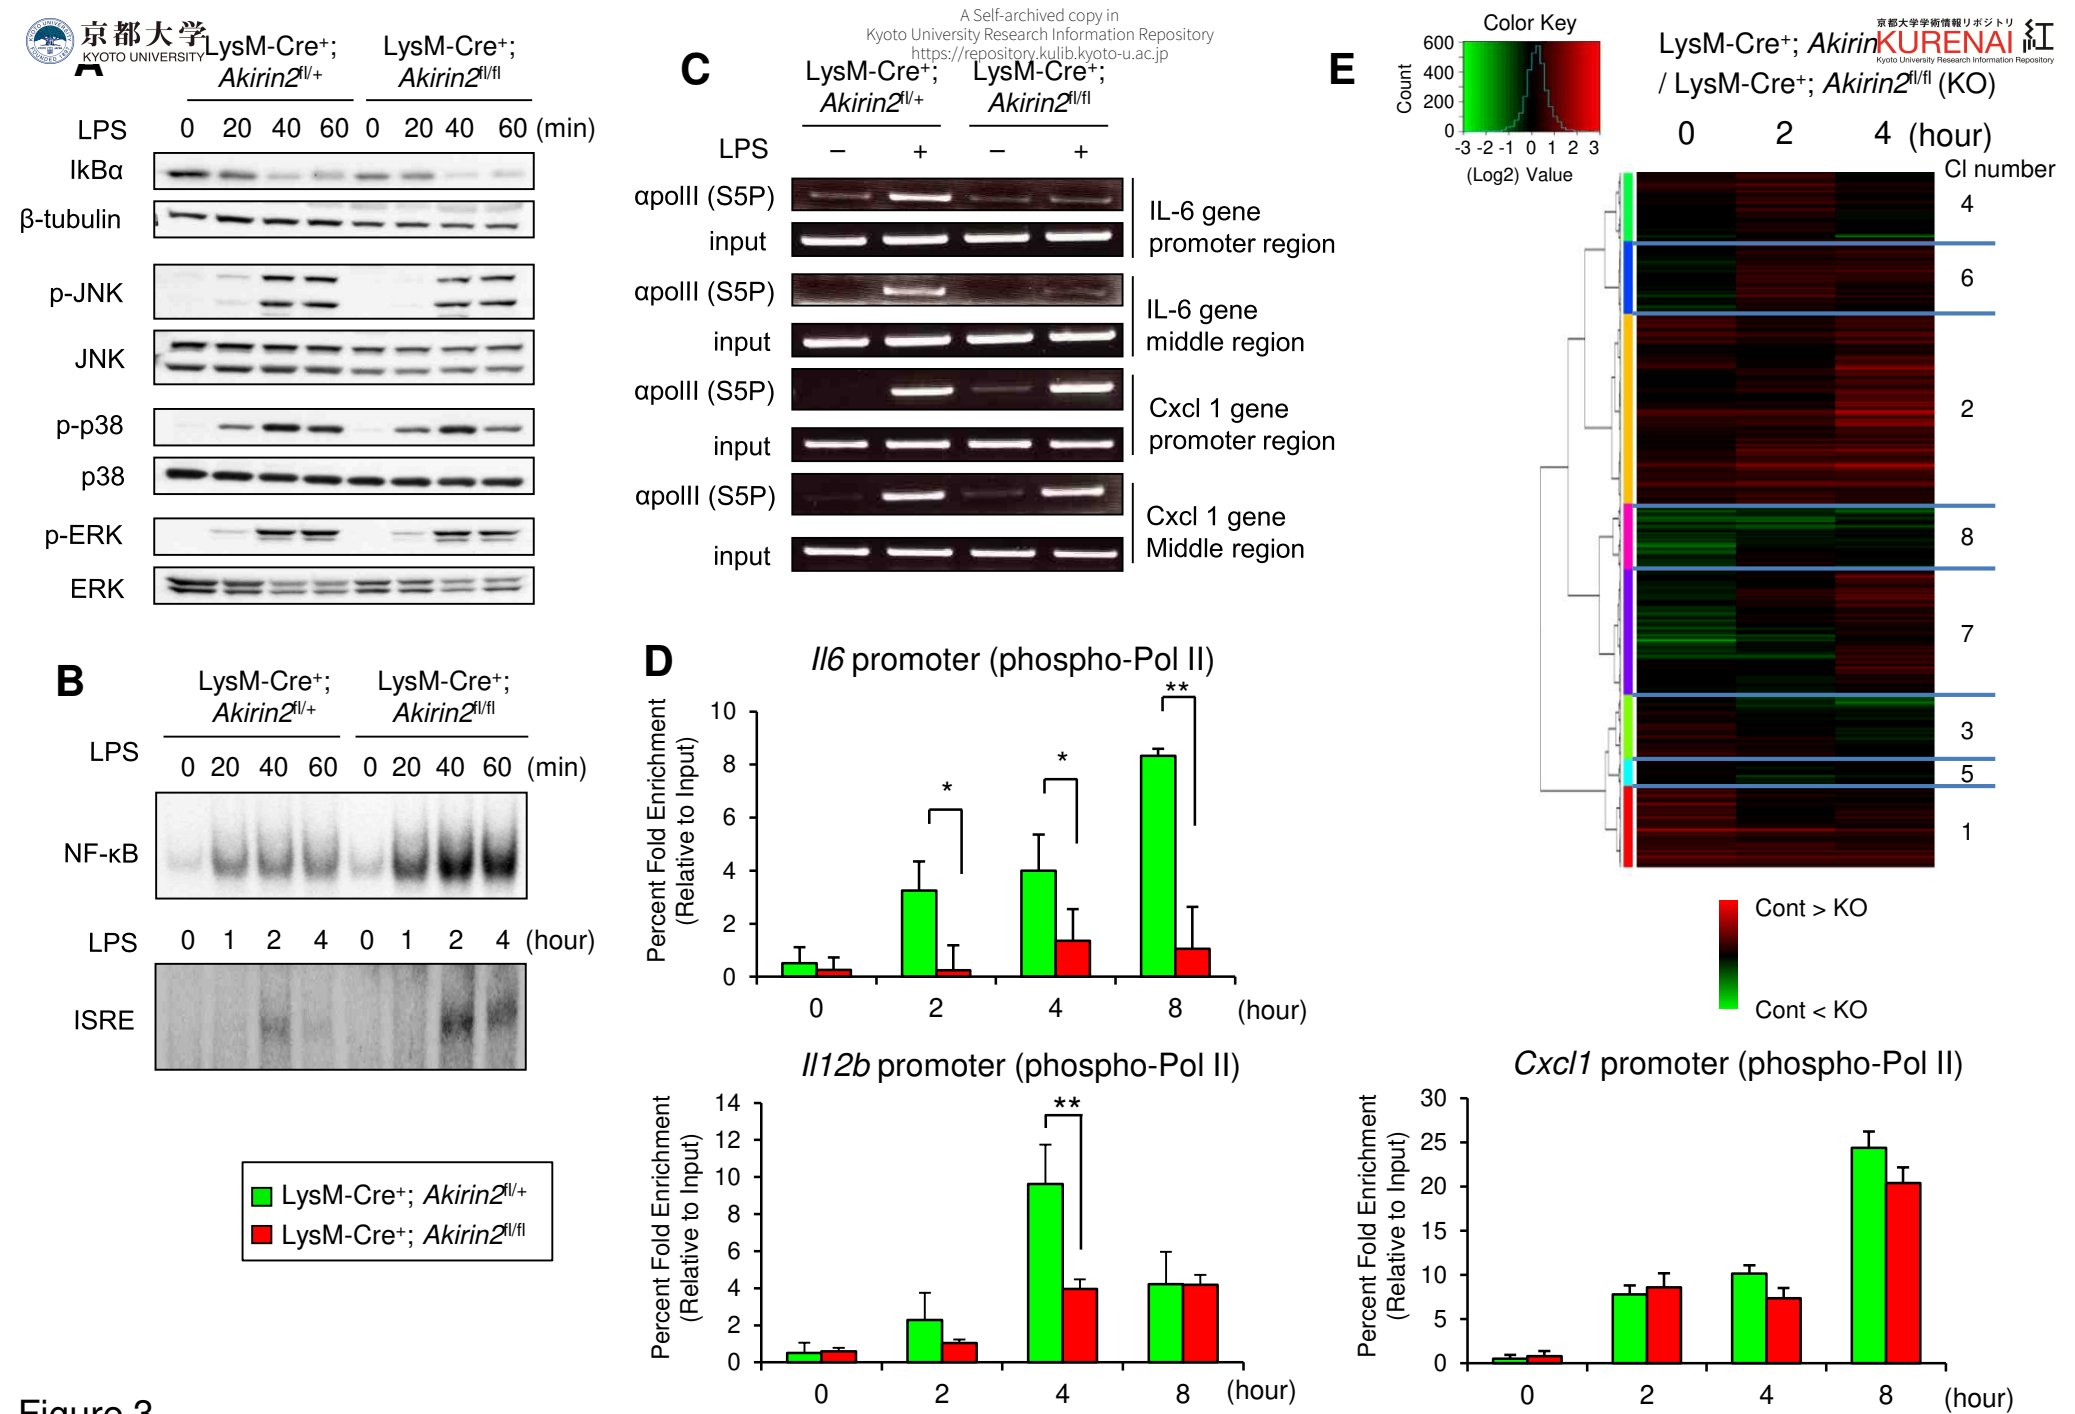 京都大学
KYOTO UNIVERSITY
A Self-archived copy in
Kyoto University Research Information Repository
https://repository.kulib.kyoto-u.ac.jp
京都大学学術情報リポジトリ
KURENAI 紅
Kyoto University Research Information Repository
A
LysM-Cre⁺; LysM-Cre⁺;
Akirin2fl/+ Akirin2fl/fl
LPS 0 20 40 60 0 20 40 60 (min)
IkBα
β-tubulin
p-JNK
JNK
p-p38
p38
p-ERK
ERK
B
LysM-Cre⁺; LysM-Cre⁺;
Akirin2fl/+ Akirin2fl/fl
LPS
0 20 40 60 0 20 40 60 (min)
NF-κB
LPS 0 1 2 4 0 1 2 4 (hour)
ISRE
LysM-Cre⁺; Akirin2fl/+
LysM-Cre⁺; Akirin2fl/fl
C
LysM-Cre⁺; LysM-Cre⁺;
Akirin2fl/+ Akirin2fl/fl
LPS – + – +
αpolII (S5P)
input
IL-6 gene
promoter region
αpolII (S5P)
input
IL-6 gene
middle region
αpolII (S5P)
input
Cxcl 1 gene
promoter region
αpolII (S5P)
input
Cxcl 1 gene
Middle region
D
Il6 promoter (phospho-Pol II)
Percent Fold Enrichment
(Relative to Input)
10
8
6
4
2
0
* * **
0 2 4 8 (hour)
Il12b promoter (phospho-Pol II)
Percent Fold Enrichment
(Relative to Input)
14
12
10
8
6
4
2
0
**
0 2 4 8 (hour)
Cxcl1 promoter (phospho-Pol II)
Percent Fold Enrichment
(Relative to Input)
30
25
20
15
10
5
0
0 2 4 8 (hour)
E
Color Key
Count
600
400
200
0
-3 -2 -1 0 1 2 3
(Log2) Value
LysM-Cre⁺; Akirin
/ LysM-Cre⁺; Akirin2fl/fl (KO)
0 2 4 (hour)
Cl number
4
6
2
8
7
3
5
1
Cont > KO
Cont < KO
Figure 3